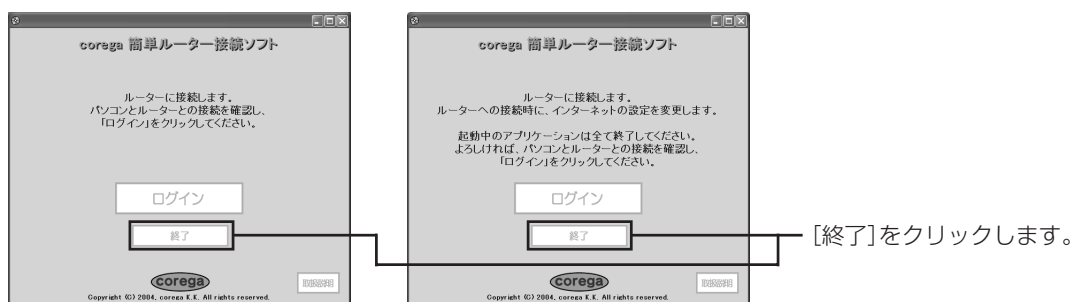 corega 簡単ルーター接続ソフト
ルーターに接続します。
パソコンとルーターとの接続を確認し、
「ログイン」をクリックしてください。
ログイン
終了
corega
Copyright (C) 2004, corega K.K. All rights reserved.
corega 簡単ルーター接続ソフト
ルーターに接続します。
ルーターへの接続時に、インターネットの設定を変更します。
起動中のアプリケーションは全て終了してください。
よろしければ、パソコンとルーターとの接続を確認し、
「ログイン」をクリックしてください。
ログイン
終了
corega
Copyright (C) 2004, corega K.K. All rights reserved.
[終了]をクリックします。